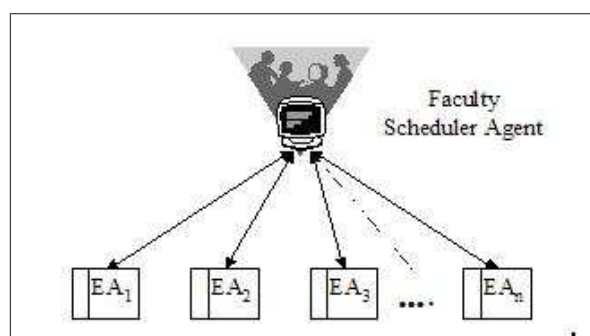 Faculty
Scheduler Agent
EA₁ EA₂ EA₃ .... EAₙ